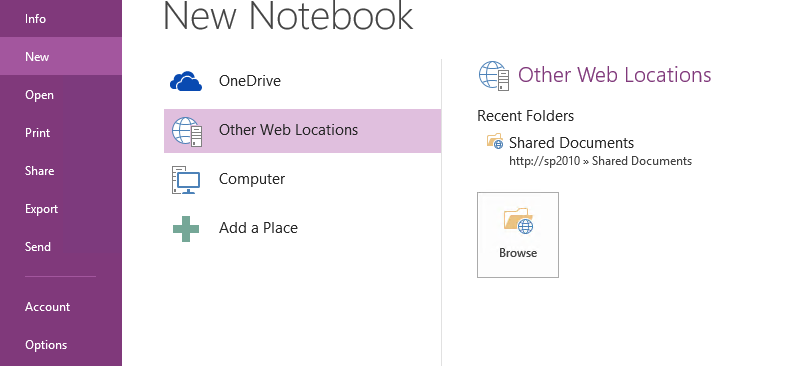 Info
New
Open
Print
Share
Export
Send
Account
Options
New Notebook
OneDrive
Other Web Locations
Computer
Add a Place
Other Web Locations
Recent Folders
Shared Documents
http://sp2010 » Shared Documents
Browse